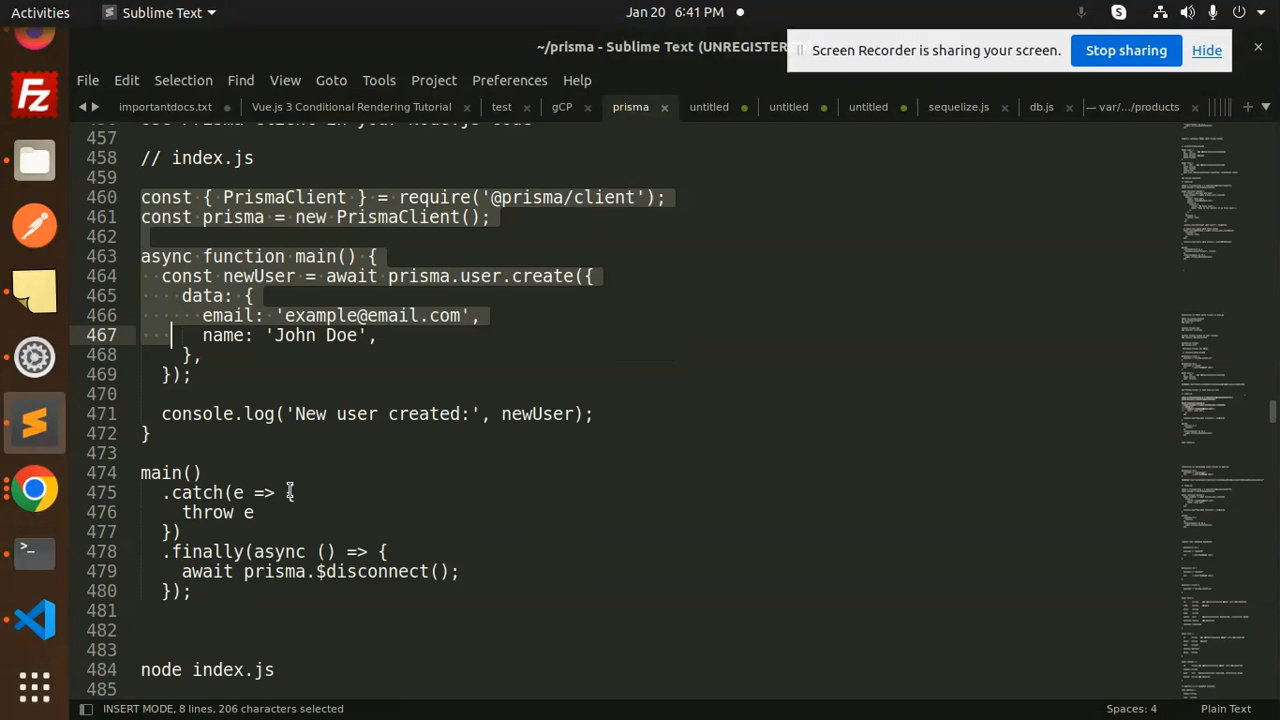 Activities
Sublime Text
Jan 20 6:41 PM
~/prisma - Sublime Text (UNREGISTERE
Screen Recorder is sharing your screen.
Stop sharing
Hide
File Edit Selection Find View Goto Tools Project Preferences Help
importantdocs.txt
Vue.js 3 Conditional Rendering Tutorial
test
gCP
prisma
untitled
untitled
untitled
sequelize.js
db.js
— var/.../products
457
458 // index.js
459
460 const { PrismaClient } = require('@prisma/client');
461 const prisma = new PrismaClient();
462
463 async function main() {
464 const newUser = await prisma.user.create({
465 data: {
466 email: 'example@email.com',
467 name: 'John Doe',
468 },
469 });
470
471 console.log('New user created:', newUser);
472 }
473
474 main()
475 .catch(e =>
476 throw e
477 })
478 .finally(async () => {
479 await prisma.$disconnect();
480 });
481
482
483
484 node index.js
485
INSERT MODE, 8 lines, 206 characters selected
Spaces: 4
Plain Text